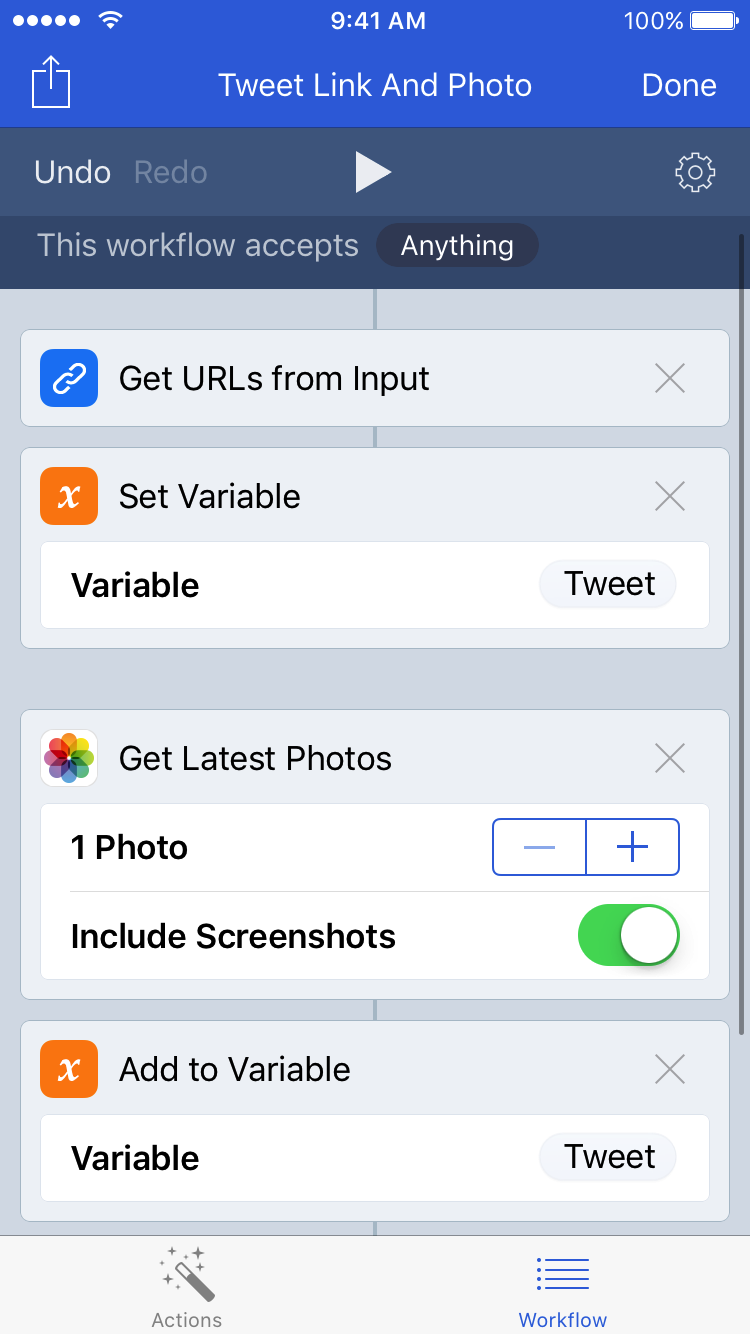 9:41 AM 100%
Tweet Link And Photo Done
Undo Redo
This workflow accepts Anything
Get URLs from Input
x Set Variable
Variable Tweet
Get Latest Photos
1 Photo
Include Screenshots
x Add to Variable
Variable Tweet
Actions Workflow